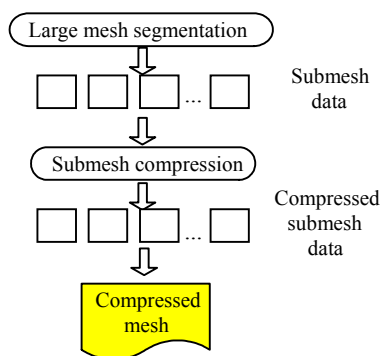 Large mesh segmentation
...
Submesh
data
Submesh compression
...
Compressed
submesh
data
Compressed
mesh